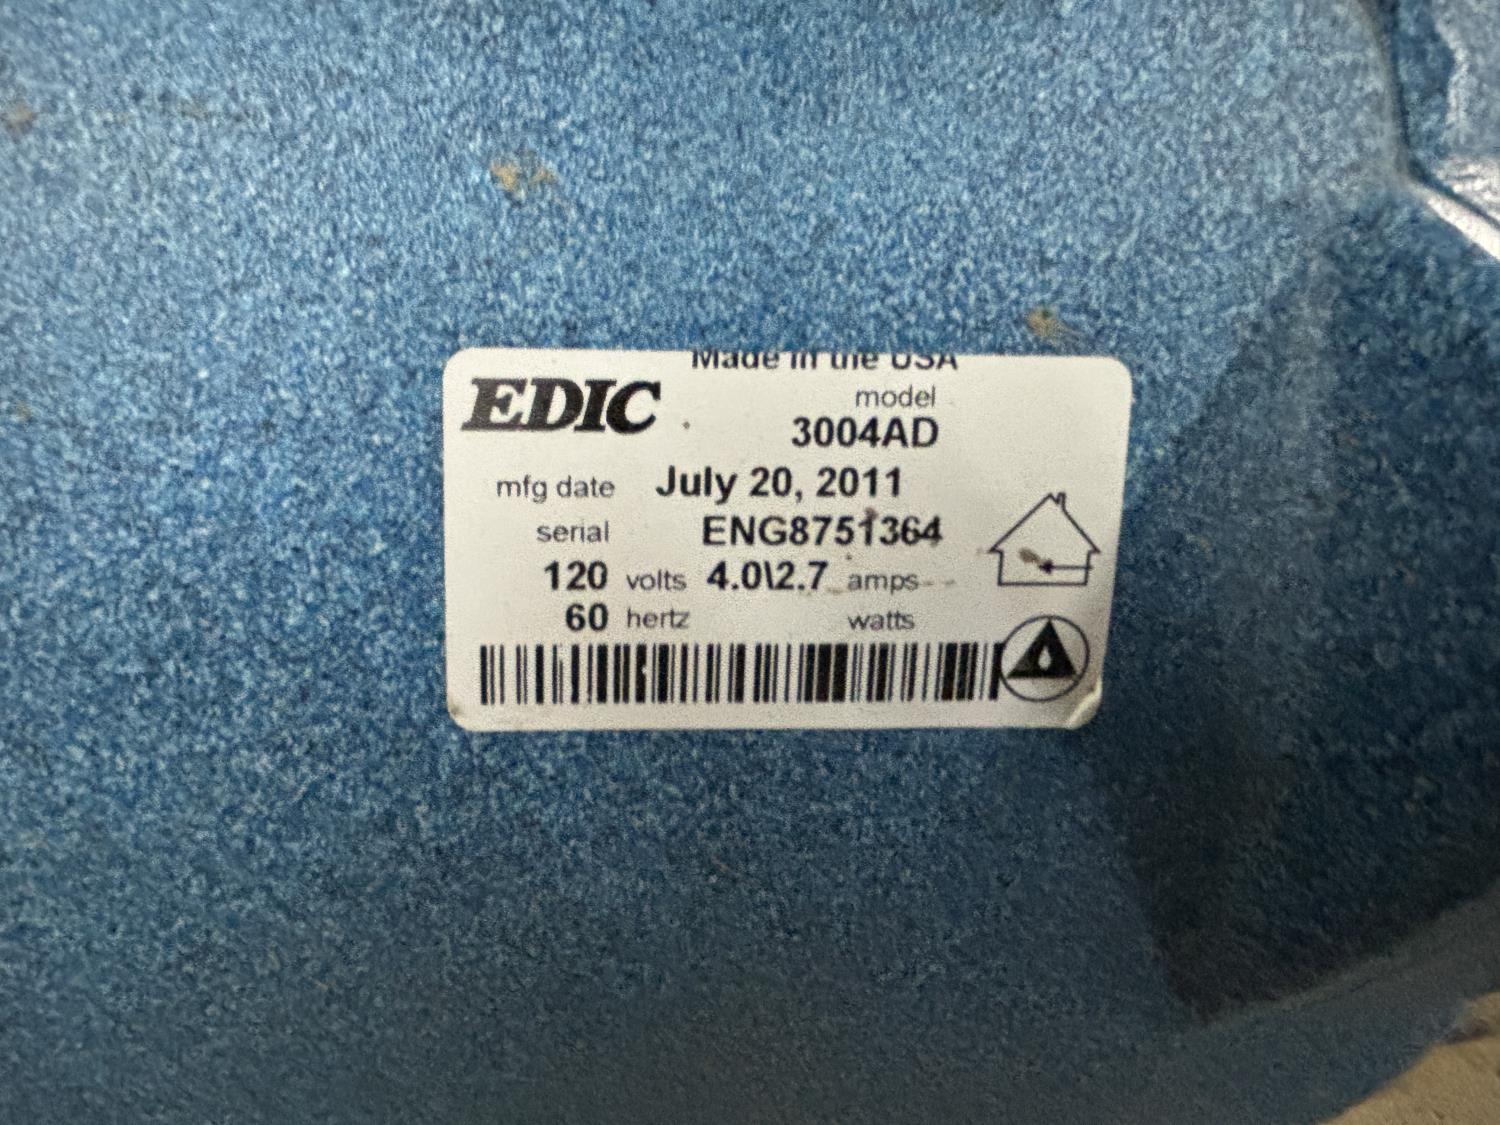 Made in the USA
EDIC
model
3004AD
mfg date July 20, 2011
serial ENG8751364
120 volts 4.0\2.7 amps
60 hertz watts